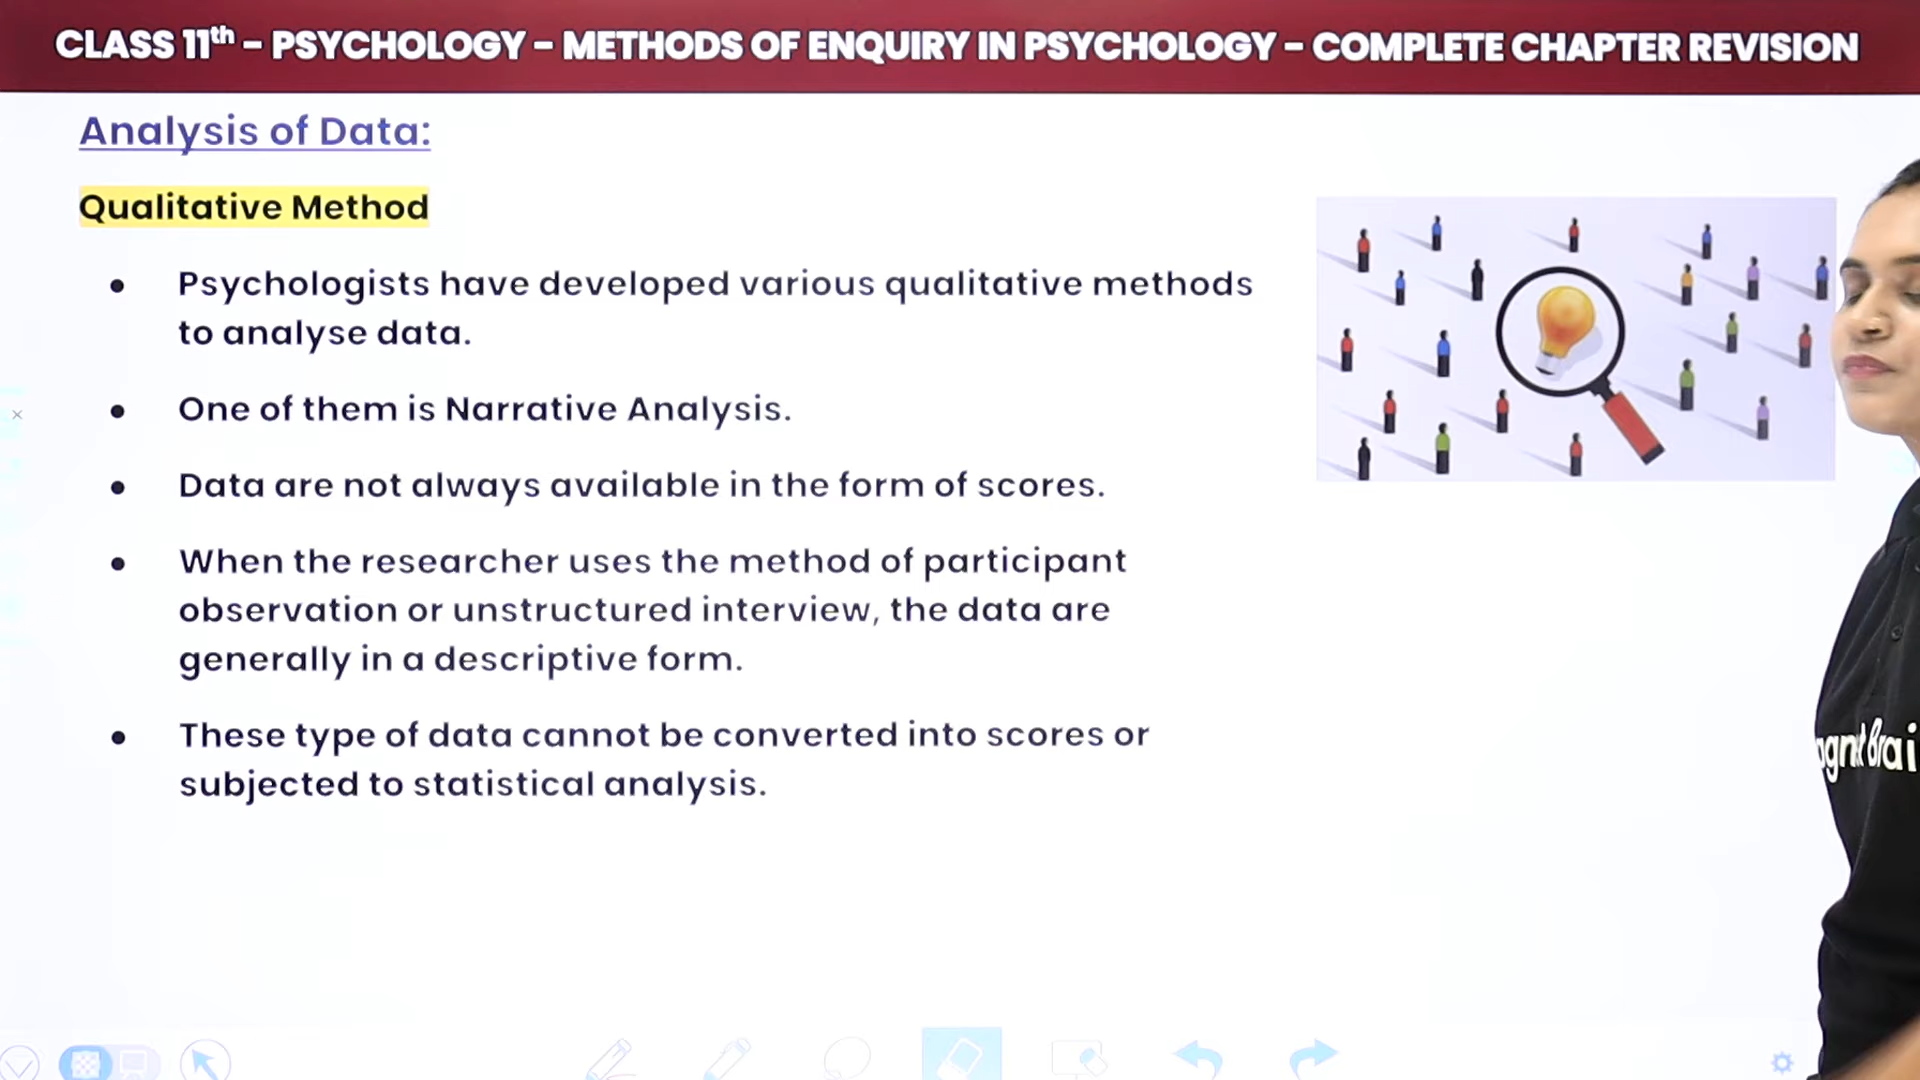 CLASS 11th – PSYCHOLOGY – METHODS OF ENQUIRY IN PSYCHOLOGY – COMPLETE CHAPTER REVISION
Analysis of Data:
Qualitative Method
• Psychologists have developed various qualitative methods
to analyse data.
• One of them is Narrative Analysis.
• Data are not always available in the form of scores.
• When the researcher uses the method of participant
observation or unstructured interview, the data are
generally in a descriptive form.
• These type of data cannot be converted into scores or
subjected to statistical analysis.